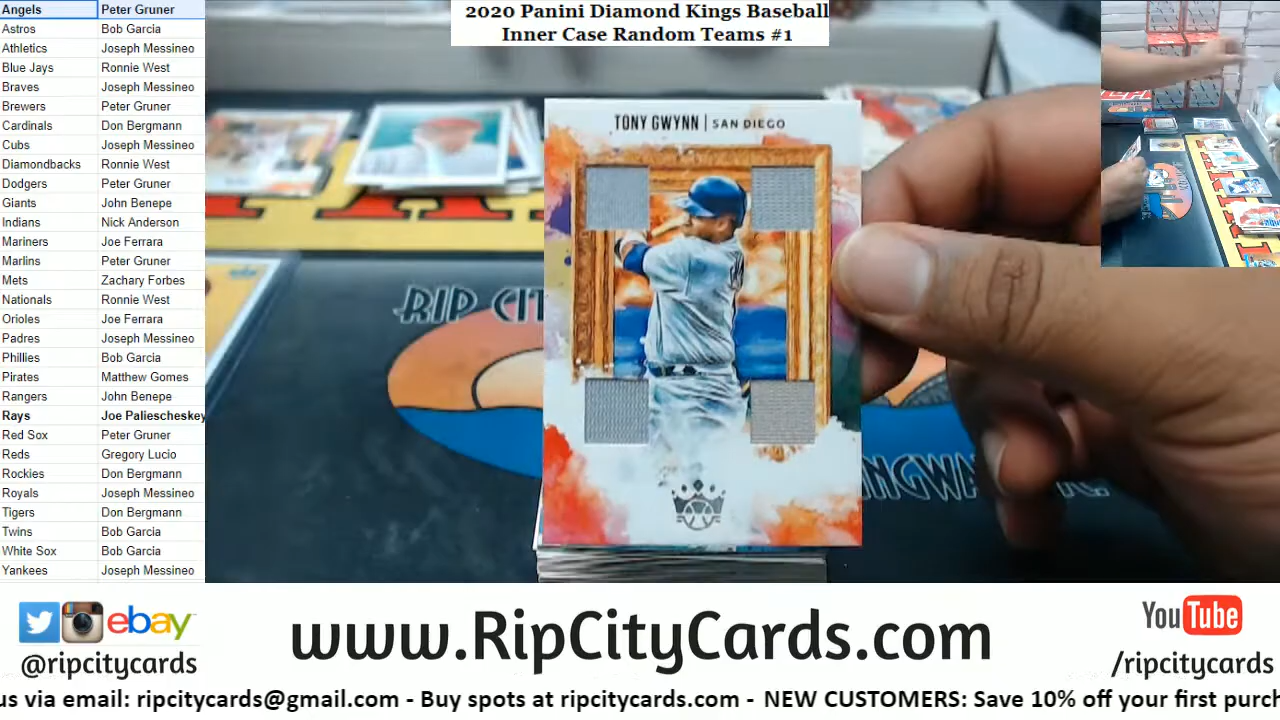 Angels Peter Gruner
Astros Bob Garcia
Athletics Joseph Messineo
Blue Jays Ronnie West
Braves Joseph Messineo
Brewers Peter Gruner
Cardinals Don Bergmann
Cubs Joseph Messineo
Diamondbacks Ronnie West
Dodgers Peter Gruner
Giants John Benepe
Indians Nick Anderson
Mariners Joe Ferrara
Marlins Peter Gruner
Mets Zachary Forbes
Nationals Ronnie West
Orioles Joe Ferrara
Padres Joseph Messineo
Phillies Bob Garcia
Pirates Matthew Gomes
Rangers John Benepe
Rays Joe Paliescheskey
Red Sox Peter Gruner
Reds Gregory Lucio
Rockies Don Bergmann
Royals Joseph Messineo
Tigers Don Bergmann
Twins Bob Garcia
White Sox Bob Garcia
Yankees Joseph Messineo
2020 Panini Diamond Kings Baseball
Inner Case Random Teams #1
TONY GWYNN | SAN DIEGO
RIP CIT
ebay
@ripcitycards
www.RipCityCards.com
YouTube
/ripcitycards
us via email: ripcitycards@gmail.com - Buy spots at ripcitycards.com - NEW CUSTOMERS: Save 10% off your first purch